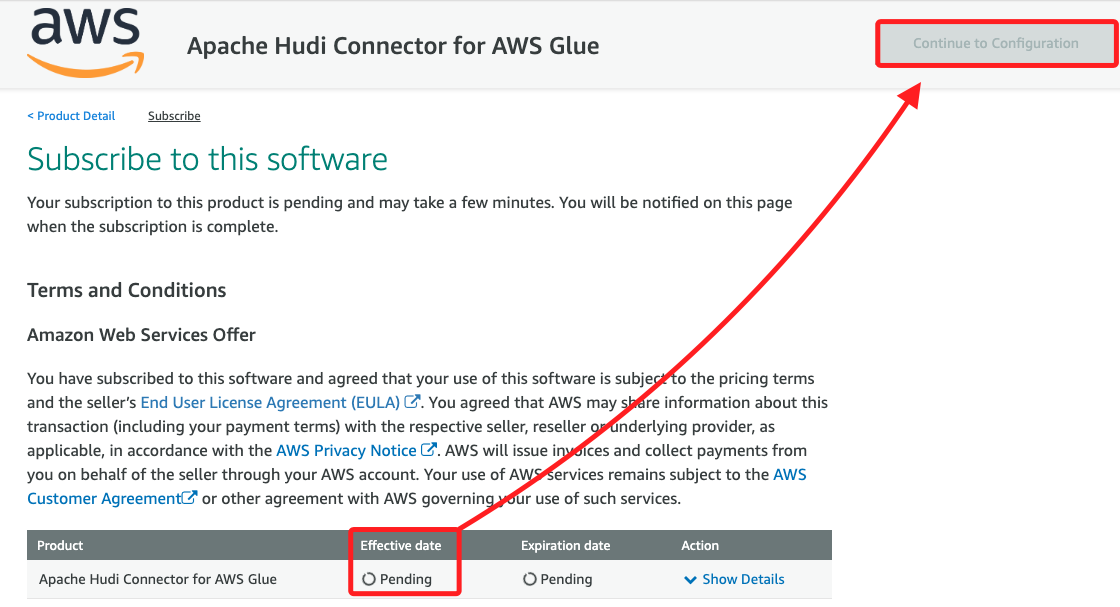 aws
Apache Hudi Connector for AWS Glue
Continue to Configuration
< Product Detail
Subscribe
Subscribe to this software
Your subscription to this product is pending and may take a few minutes. You will be notified on this page
when the subscription is complete.
Terms and Conditions
Amazon Web Services Offer
You have subscribed to this software and agreed that your use of this software is subject to the pricing terms
and the seller’s End User License Agreement (EULA). You agreed that AWS may share information about this
transaction (including your payment terms) with the respective seller, reseller or underlying provider, as
applicable, in accordance with the AWS Privacy Notice. AWS will issue invoices and collect payments from
you on behalf of the seller through your AWS account. Your use of AWS services remains subject to the AWS
Customer Agreement or other agreement with AWS governing your use of such services.
Product Effective date Expiration date Action
Apache Hudi Connector for AWS Glue Pending Pending Show Details